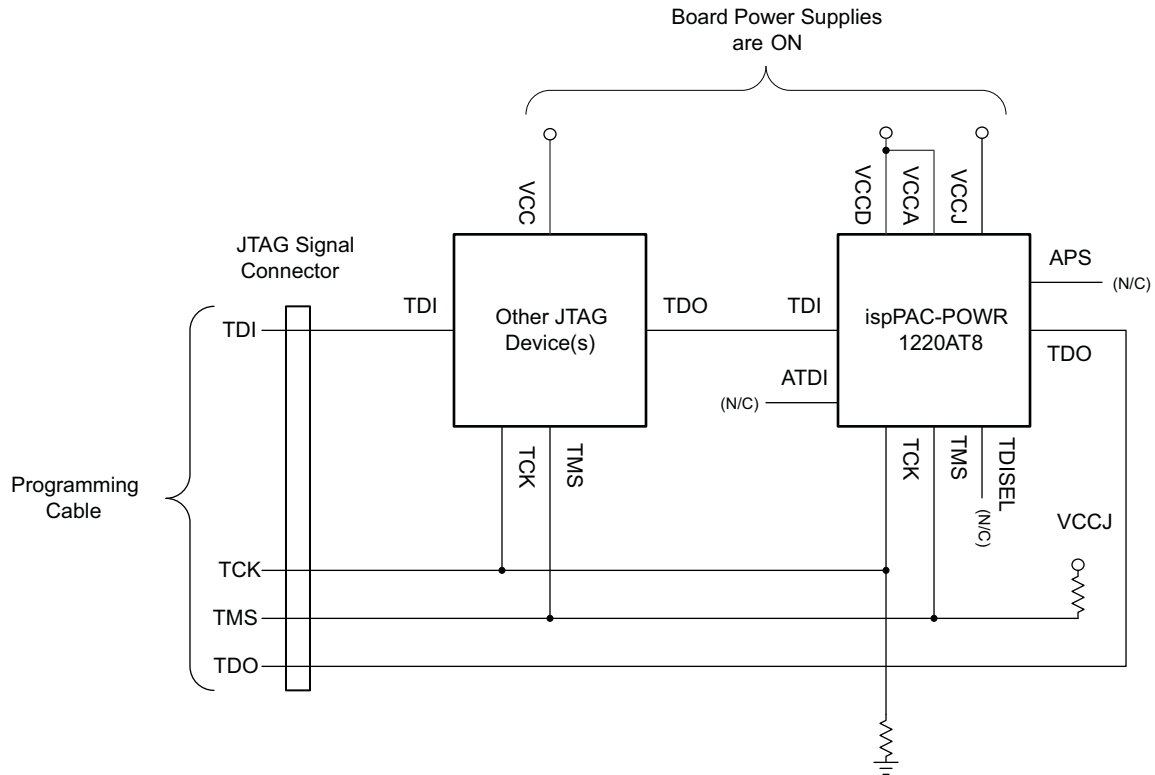 Board Power Supplies
are ON
VCC
VCCD
VCCA
VCCJ
JTAG Signal
Connector
TDI
TDI
Other JTAG
Device(s)
TDO
TDI
ispPAC-POWR
1220AT8
APS
(N/C)
TDO
ATDI
(N/C)
TCK
TMS
TCK
TMS
TDISEL
(N/C)
VCCJ
Programming
Cable
TCK
TMS
TDO